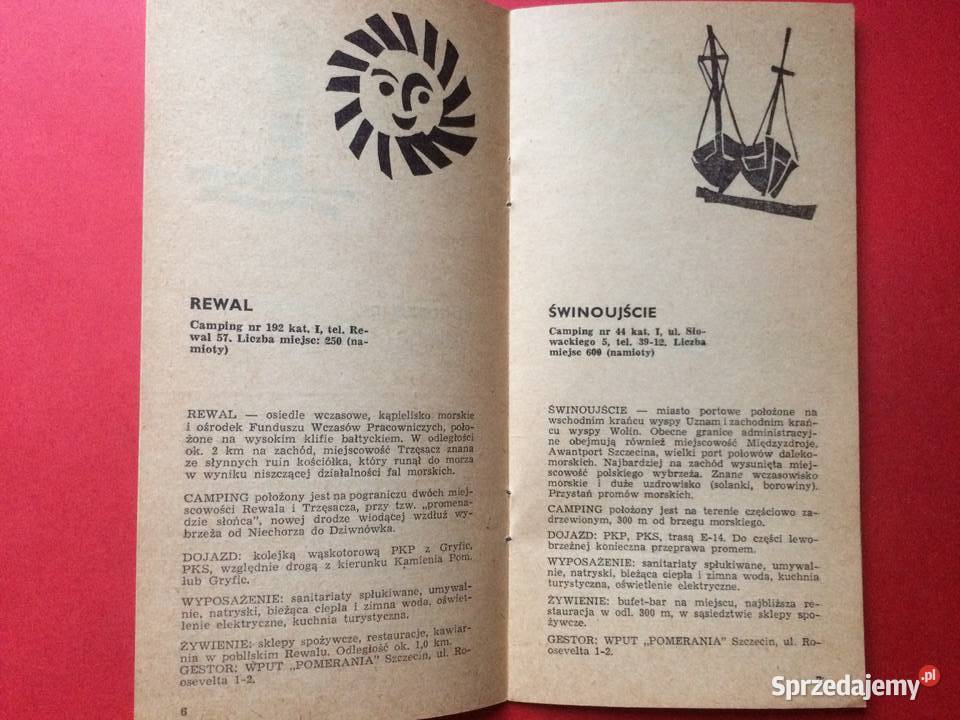 REWAL
Camping nr 192 kat. I, tel. Re-
wal 57. Liczba miejsc: 250 (na-
mioty)
REWAL — osiedle wczasowe, kąpielisko morskie
i ośrodek Funduszu Wczasów Pracowniczych, poło-
żone na wysokim klifie bałtyckiem. W odległości
ok. 2 km na zachód, miejscowość Trzęsacz znana
ze słynnych ruin kościółka, który runął do morza
w wyniku niszczącej działalności fal morskich.
CAMPING położony jest na pograniczu dwóch miej-
scowości Rewala i Trzęsacza, przy tzw. „promena-
dzie słońca”, nowej drodze wiodącej wzdłuż wy-
brzeża od Niechorza do Dziwnówka.
DOJAZD: kolejką wąskotorową PKP z Gryfic,
PKS, względnie drogą z kierunku Kamienia Pom.
lub Gryfic.
WYPOSAŻENIE: sanitariaty spłukiwane, umywal-
nie, natryski, bieżąca ciepła i zimna woda, oświet-
lenie elektryczne, kuchnia turystyczna.
ŻYWIENIE: sklepy spożywcze, restauracje, kawiar-
nia w pobliskim Rewalu. Odległość ok. 1,0 km.
GESTOR: WPUT „POMERANIA” Szczecin, ul. Ro-
osevelta 1-2.
6
ŚWINOUJŚCIE
Camping nr 44 kat. I, ul. Sło-
wackiego 5, tel. 39-12. Liczba
miejsc 600 (namioty)
ŚWINOUJŚCIE — miasto portowe położone na
wschodnim krańcu wyspy Uznam i zachodnim krań-
cu wyspy Wolin. Obecne granice administracyj-
ne obejmują również miejscowość Międzyzdroje,
Awantport Szczecina, wielki port połowów daleko-
morskich. Najbardziej na zachód wysunięta miej-
scowość polskiego wybrzeża. Znane wczasowisko
morskie i duże uzdrowisko (solanki, borowiny).
Przystań promów morskich.
CAMPING położony jest na terenie częściowo za-
drzewionym, 300 m od brzegu morskiego.
DOJAZD: PKP, PKS, trasą E-14. Do części lewo-
brzeżnej konieczna przeprawa promem.
WYPOSAŻENIE: sanitariaty spłukiwane, umywal-
nie, natryski, bieżąca ciepła i zimna woda, kuchnia
turystyczna, oświetlenie elektryczne.
ŻYWIENIE: bufet-bar na miejscu, najbliższa re-
stauracja w odl. 300 m, w sąsiedztwie sklepy spo-
żywcze.
GESTOR: WPUT „POMERANIA” Szczecin, ul. Ro-
osevelta 1-2.
Sprzedajemy.pl